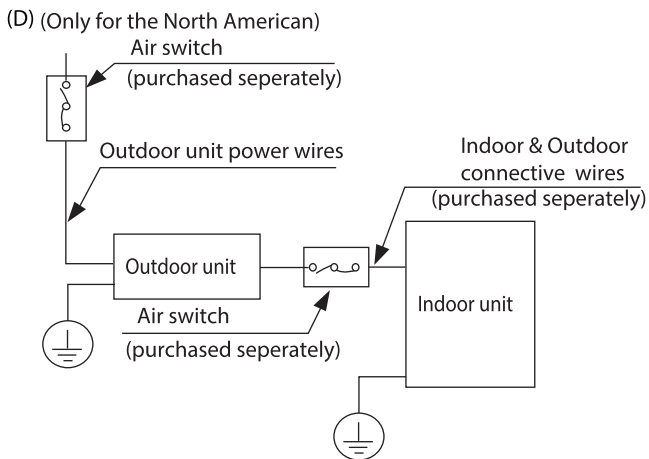 (D) (Only for the North American)
Air switch
(purchased seperately)
Outdoor unit power wires
Indoor & Outdoor
connective wires
(purchased seperately)
Outdoor unit
Indoor unit
Air switch
(purchased seperately)